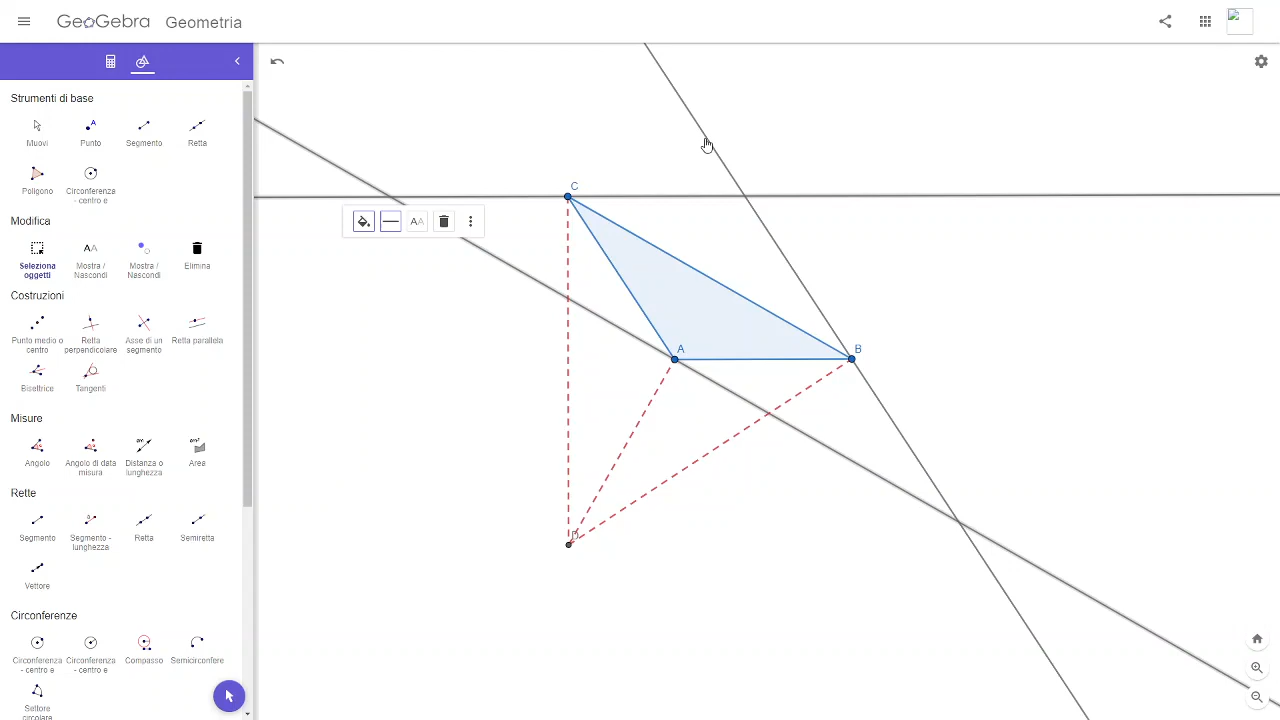 GeoGebra Geometria
Strumenti di base
Muovi Punto Segmento Retta
Poligono Circonferenza
- centro e
Modifica
Seleziona Mostra / Mostra / Elimina
oggetti Nascondi Nascondi
Costruzioni
Punto medio o Retta Asse di un Retta parallela
centro perpendicolare segmento
Bisettrice Tangenti
Misure
Angolo Angolo di data Distanza o Area
misura lunghezza
Rette
Segmento Segmento - Retta Semiretta
lunghezza
Vettore
Circonferenze
Circonferenza Circonferenza Compasso Semicirconfere
- centro e - centro e
Settore
circolare
AA
C
A
B
D